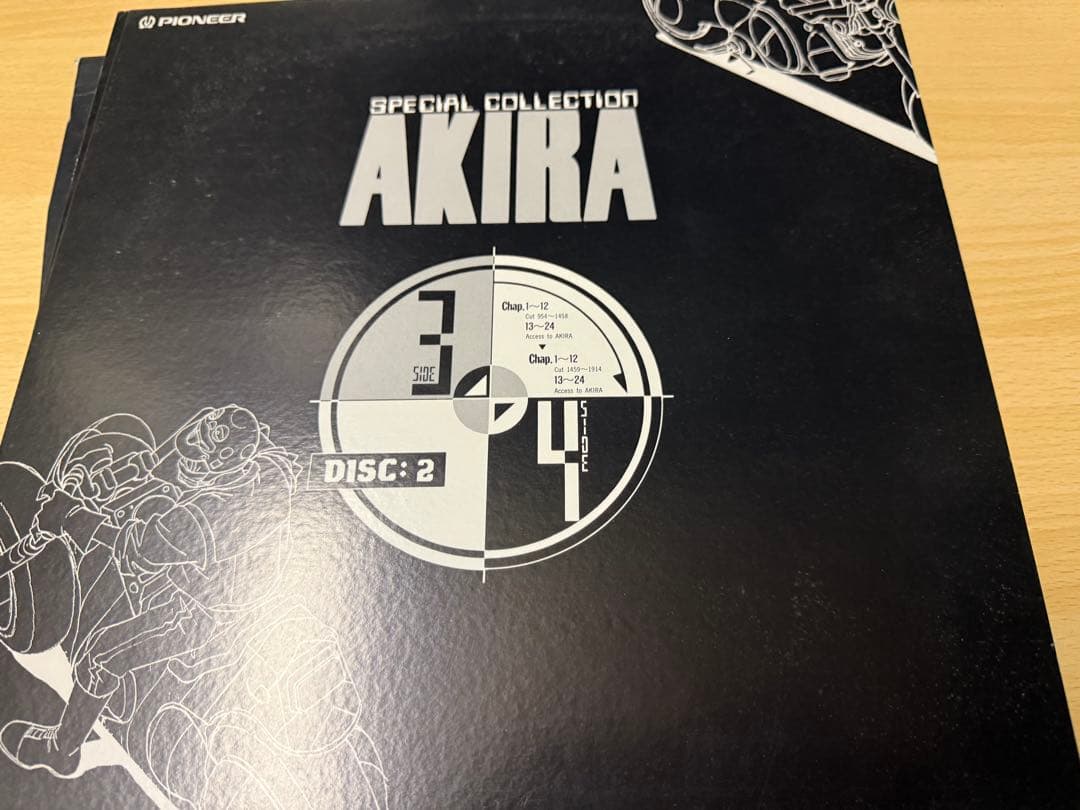 PIONEER
SPECIAL COLLECTION
AKIRA
3
SIDE
Chap. 1～12
Cut 954～1458
13～24
Access to AKIRA
Chap. 1～12
Cut 1459～1914
13～24
Access to AKIRA
4
SIDE
DISC: 2